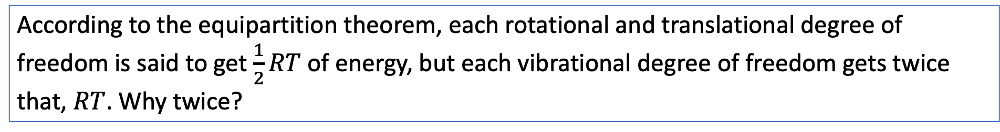 According to the equipartition theorem, each rotational and translational degree of
freedom is said to get $\frac{1}{2}RT$ of energy, but each vibrational degree of freedom gets twice
that, $RT$. Why twice?